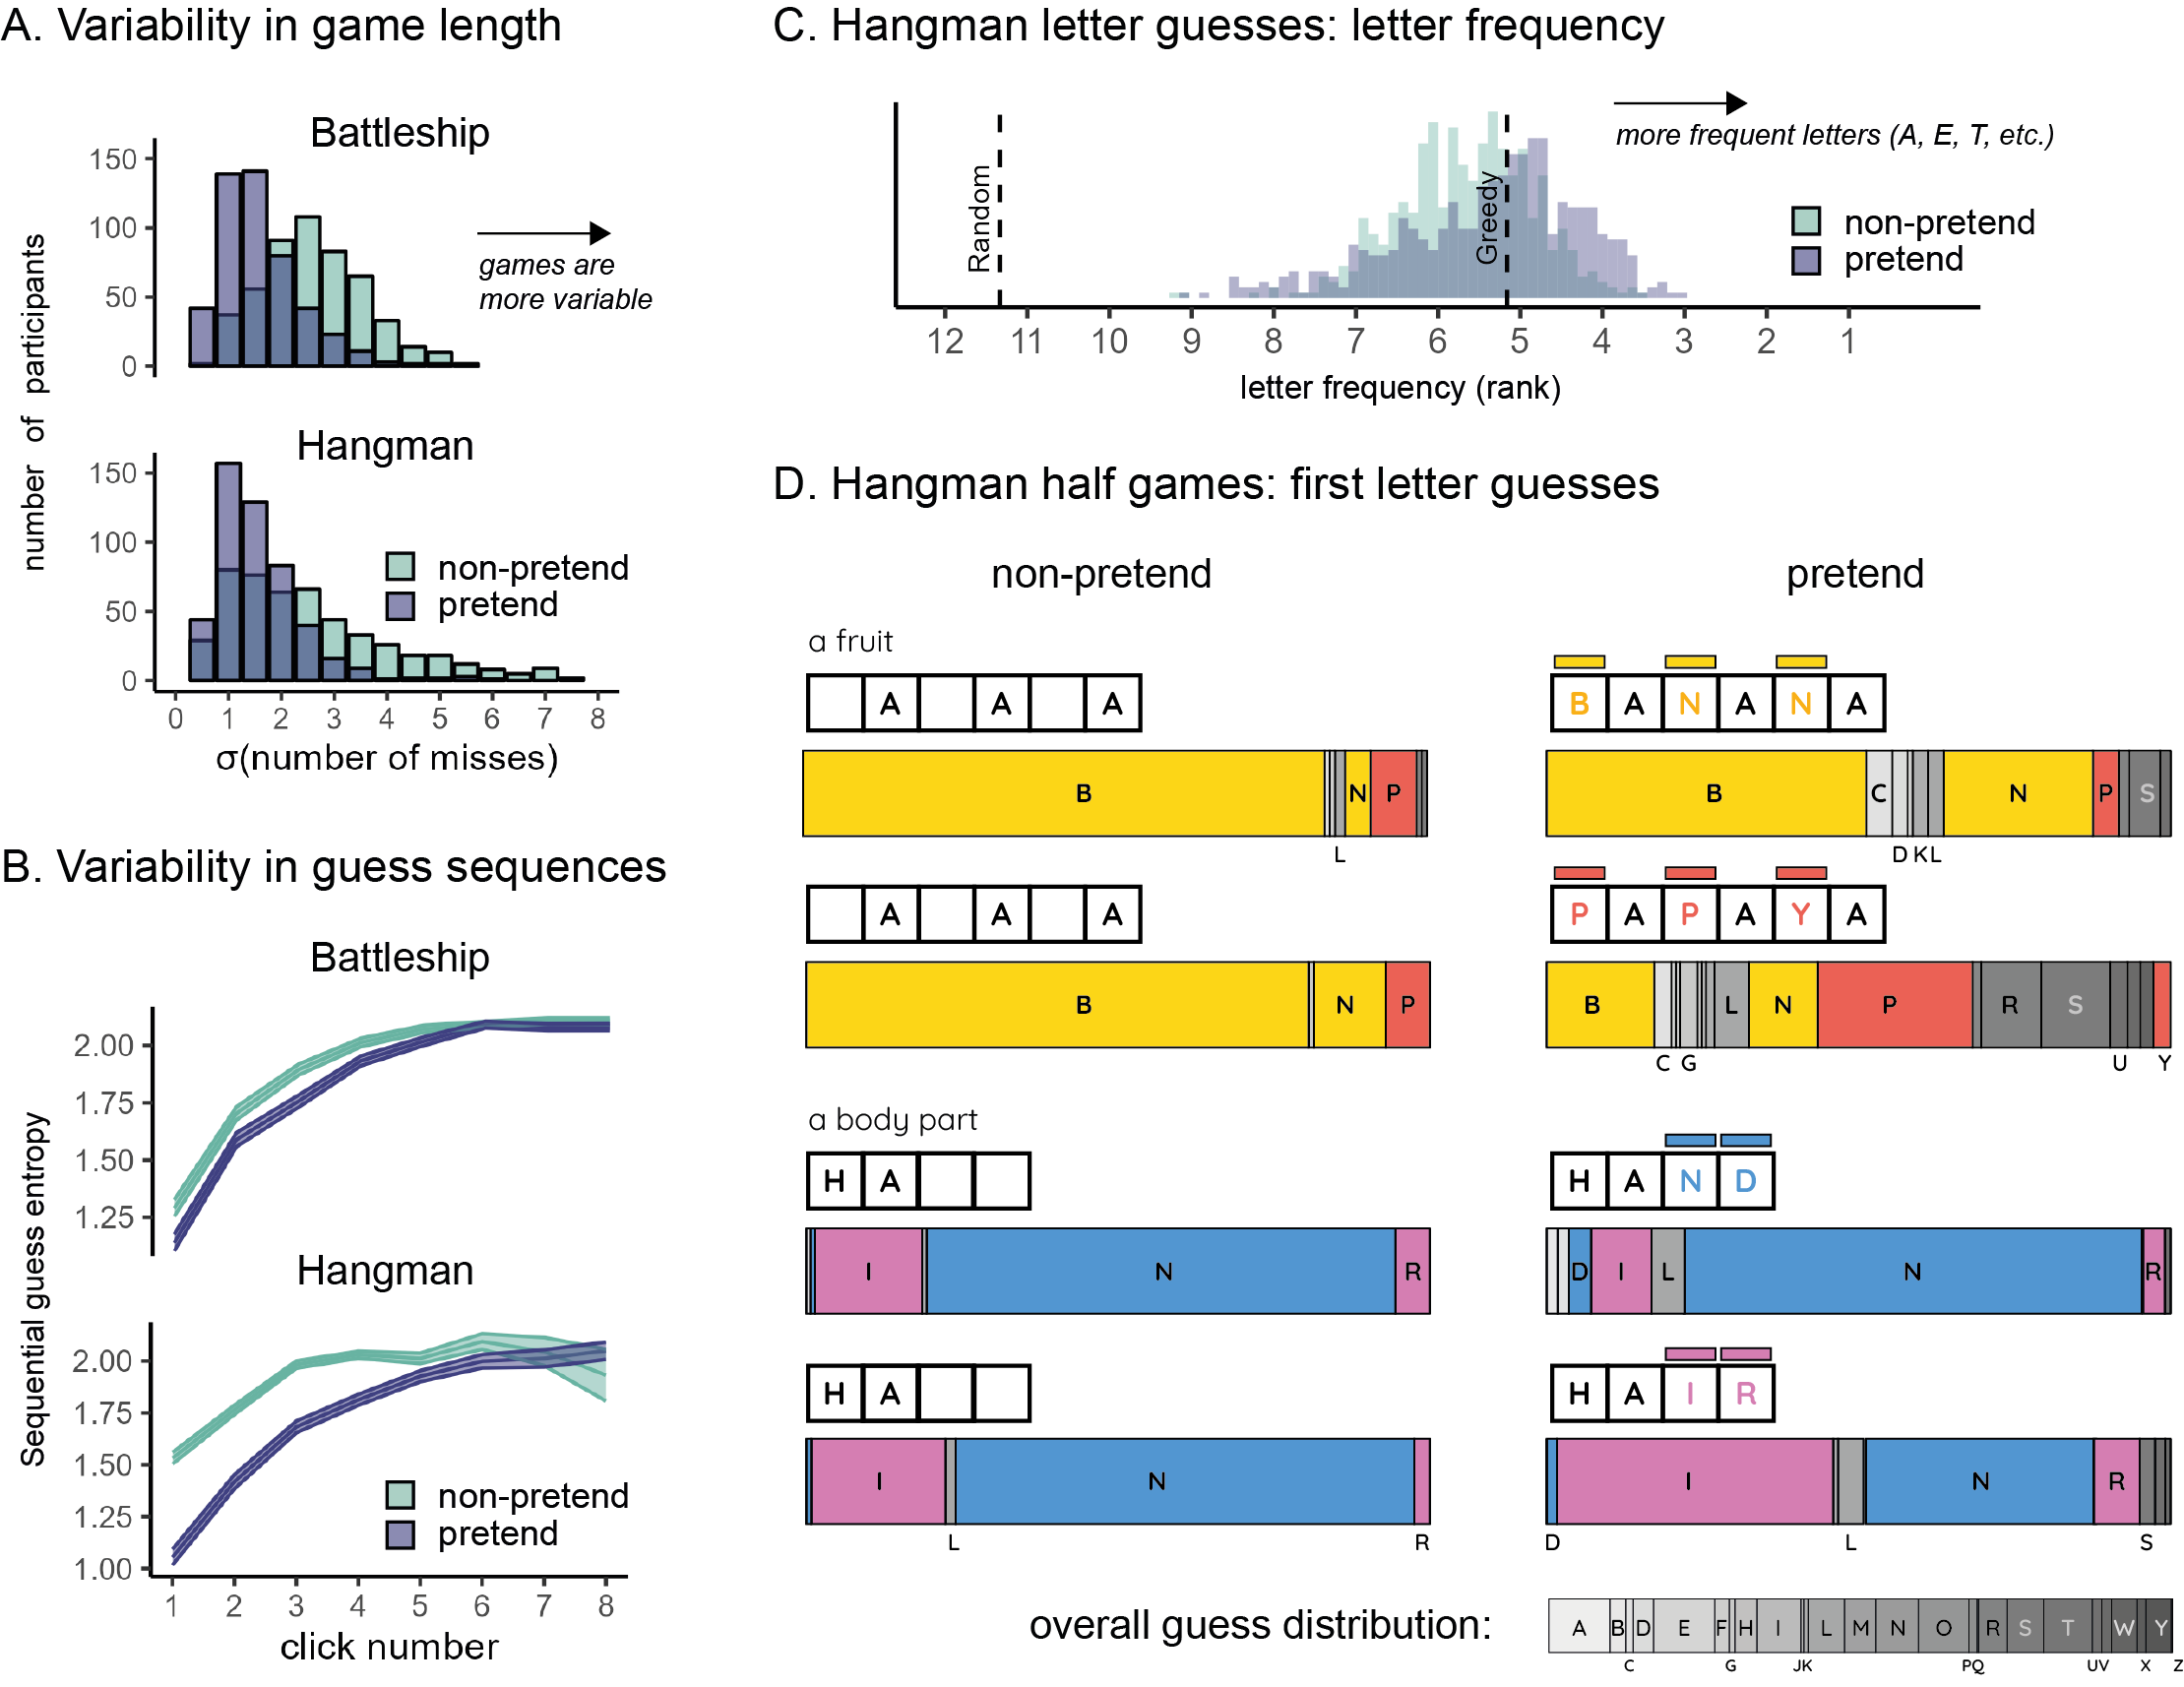 A. Variability in game length
Battleship
150
100
50
0
games are
more variable
number of participants
Hangman
150
100
50
0
non-pretend
pretend
0 1 2 3 4 5 6 7 8
σ(number of misses)
B. Variability in guess sequences
Battleship
2.00
1.75
1.50
1.25
Sequential guess entropy
Hangman
2.00
1.75
1.50
1.25
1.00
non-pretend
pretend
1 2 3 4 5 6 7 8
click number
C. Hangman letter guesses: letter frequency
Random
Greedy
more frequent letters (A, E, T, etc.)
non-pretend
pretend
12 11 10 9 8 7 6 5 4 3 2 1
letter frequency (rank)
D. Hangman half games: first letter guesses
non-pretend pretend
a fruit
A A A
B A N A N A
B N P
L
B C N P S
D K L
A A A
P A P A Y A
B N P
B L N P R S
C G U Y
a body part
H A
H A N D
I N R
D I L N R
H A
H A I R
I N
L R
I N R
D L S
overall guess distribution:
A B D E F H I L M N O R S T W Y
C G J K P Q U V X Z